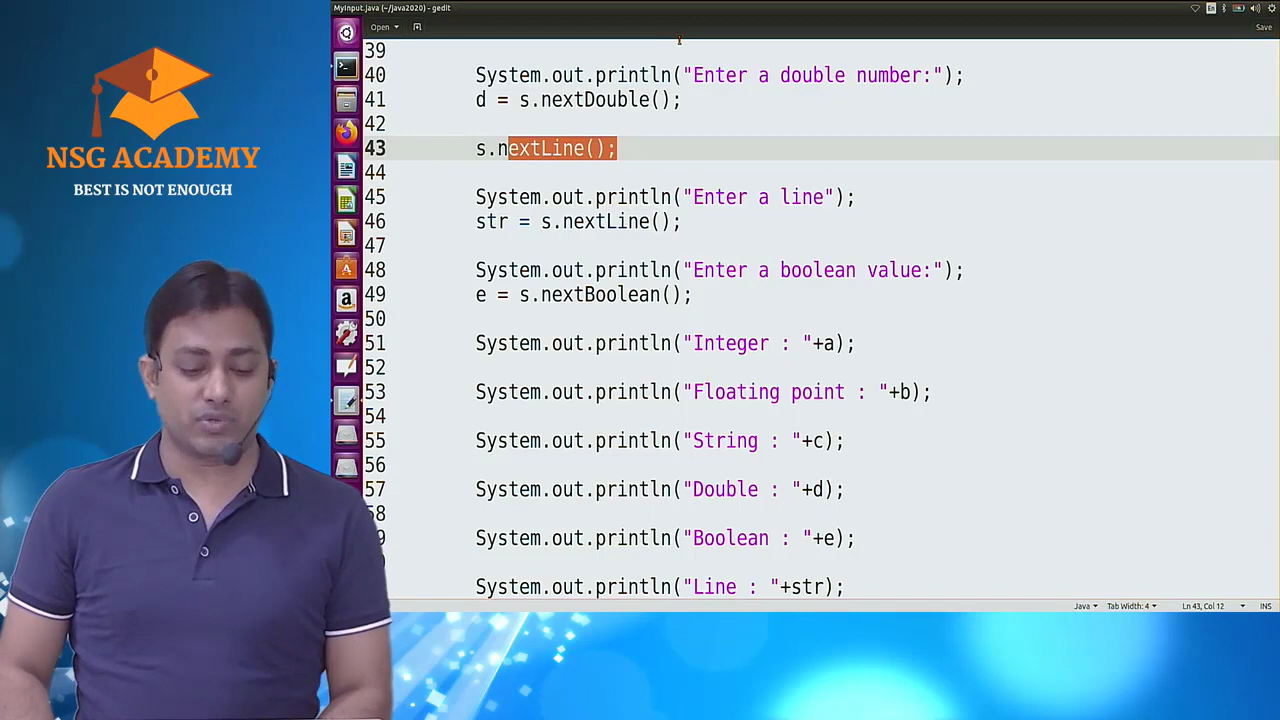 MyInput.java (~/java2020) - gedit
En
Open
Save
NSG ACADEMY
BEST IS NOT ENOUGH
39
40 System.out.println("Enter a double number:");
41 d = s.nextDouble();
42
43 s.nextLine();
44
45 System.out.println("Enter a line");
46 str = s.nextLine();
47
48 System.out.println("Enter a boolean value:");
49 e = s.nextBoolean();
50
51 System.out.println("Integer : "+a);
52
53 System.out.println("Floating point : "+b);
54
55 System.out.println("String : "+c);
56
57 System.out.println("Double : "+d);
58
9 System.out.println("Boolean : "+e);
System.out.println("Line : "+str);
Java Tab Width: 4 Ln 43, Col 12 INS